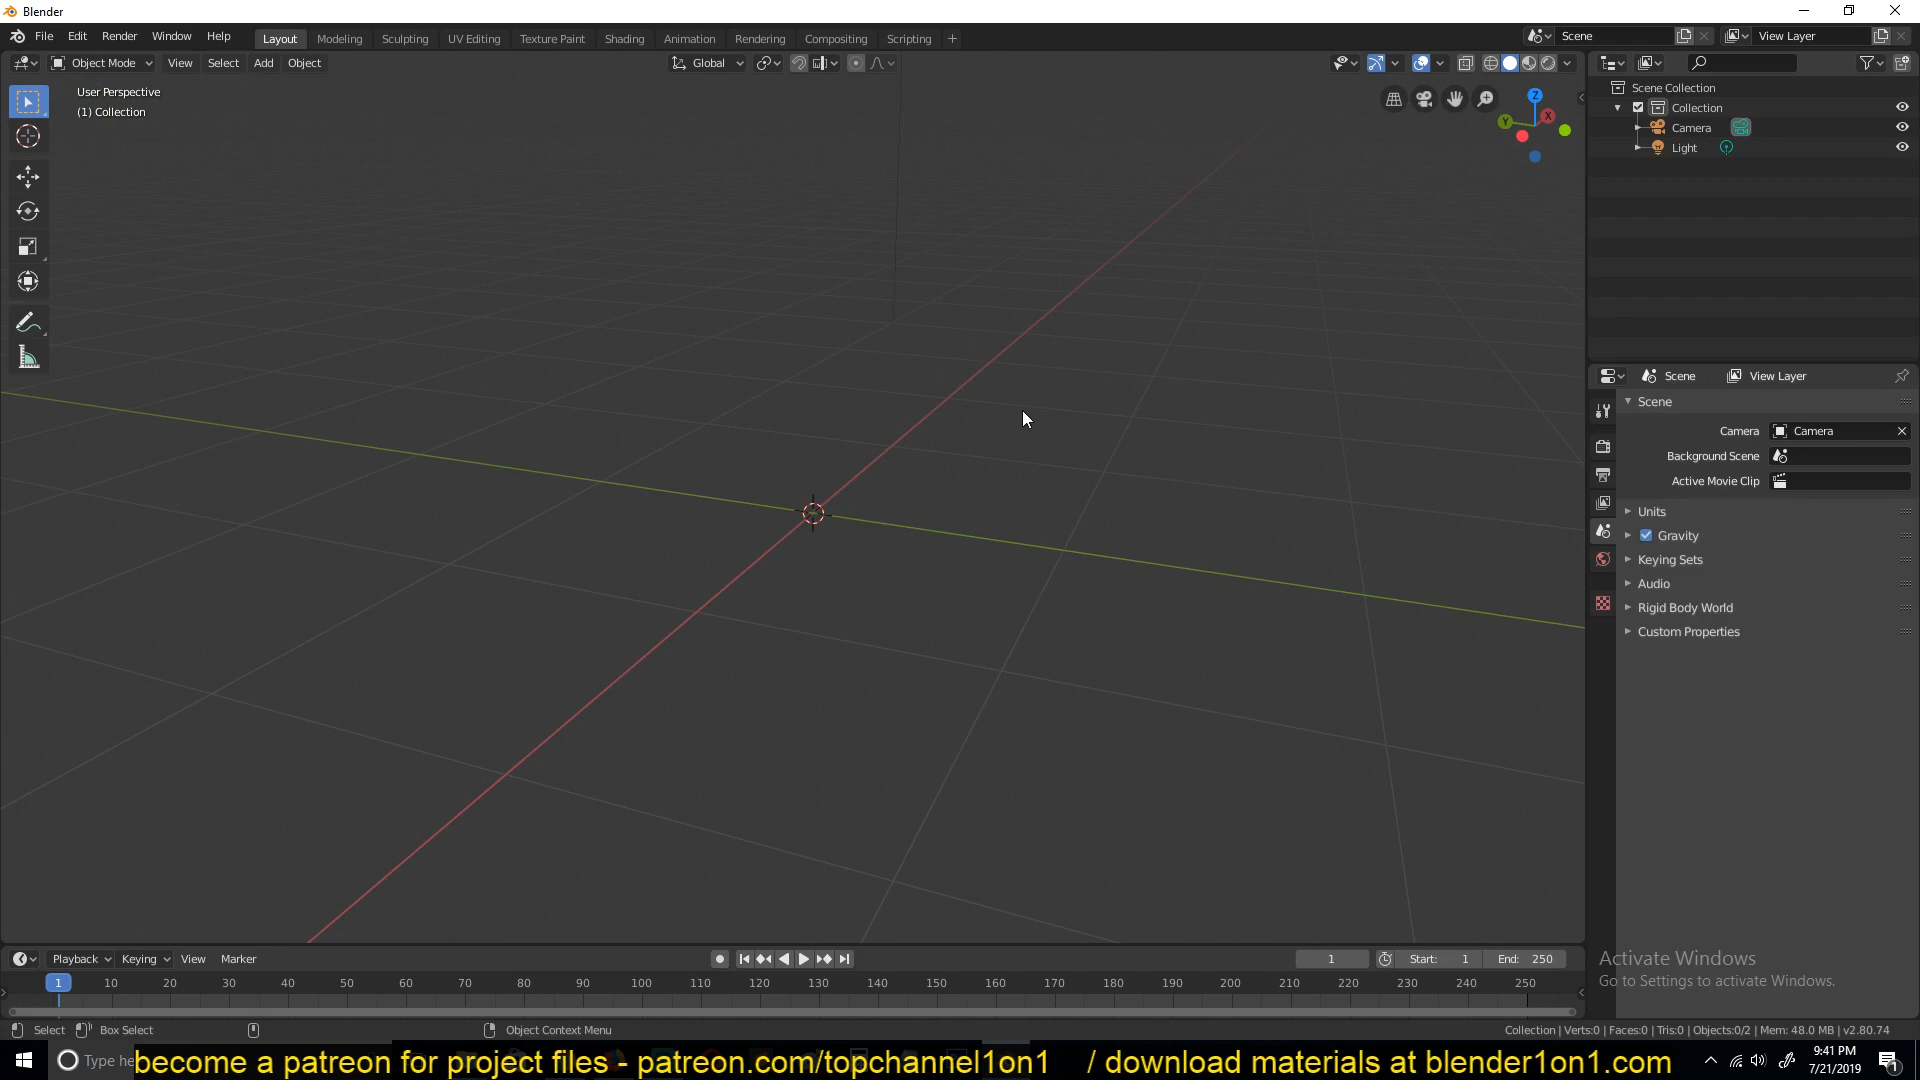 Blender
File Edit Render Window Help Layout Modeling Sculpting UV Editing Texture Paint Shading Animation Rendering Compositing Scripting + Scene View Layer
Object Mode View Select Add Object Global
User Perspective
(1) Collection
Z
Y X
Scene Collection
Collection
Camera
Light
Scene View Layer
Scene
Camera Camera
Background Scene
Active Movie Clip
Units
Gravity
Keying Sets
Audio
Rigid Body World
Custom Properties
Playback Keying View Marker 1 Start: 1 End: 250
1 10 20 30 40 50 60 70 80 90 100 110 120 130 140 150 160 170 180 190 200 210 220 230 240 250
Activate Windows
Go to Settings to activate Windows.
Select Box Select Object Context Menu Collection | Verts:0 | Faces:0 | Tris:0 | Objects:0/2 | Mem: 48.0 MB | v2.80.74
Type he
become a patreon for project files - patreon.com/topchannel1on1 / download materials at blender1on1.com
9:41 PM
7/21/2019
1